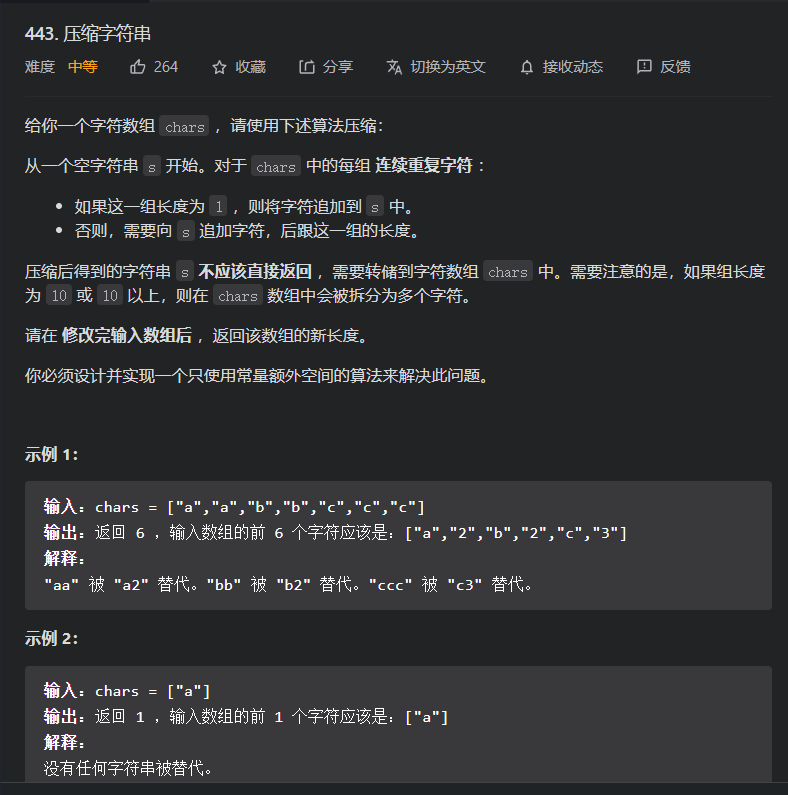 443. 压缩字符串
难度 中等 264 收藏 分享 切换为英文 接收动态 反馈
给你一个字符数组 chars ，请使用下述算法压缩：
从一个空字符串 s 开始。对于 chars 中的每组 连续重复字符 ：
• 如果这一组长度为 1 ，则将字符追加到 s 中。
• 否则，需要向 s 追加字符，后跟这一组的长度。
压缩后得到的字符串 s 不应该直接返回 ，需要转储到字符数组 chars 中。需要注意的是，如果组长度
为 10 或 10 以上，则在 chars 数组中会被拆分为多个字符。
请在 修改完输入数组后 ，返回该数组的新长度。
你必须设计并实现一个只使用常量额外空间的算法来解决此问题。
示例 1：
输入：chars = ["a","a","b","b","c","c","c"]
输出：返回 6 ，输入数组的前 6 个字符应该是：["a","2","b","2","c","3"]
解释：
"aa" 被 "a2" 替代。"bb" 被 "b2" 替代。"ccc" 被 "c3" 替代。
示例 2：
输入：chars = ["a"]
输出：返回 1 ，输入数组的前 1 个字符应该是：["a"]
解释：
没有任何字符串被替代。